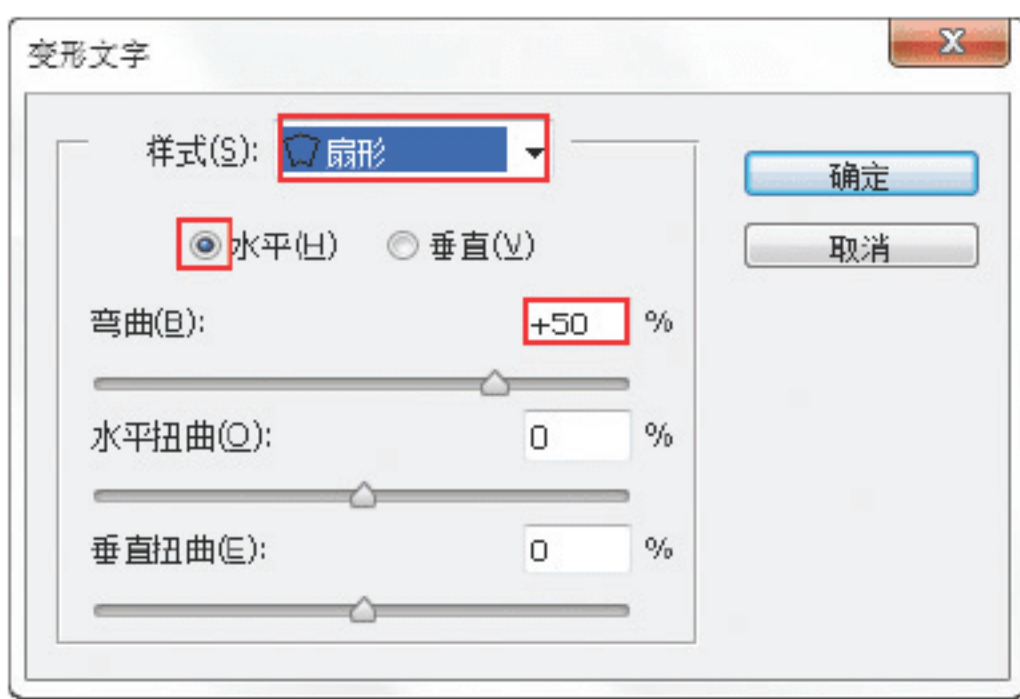 变形文字
样式(S): 扇形
水平(H) 垂直(V)
弯曲(B): +50 %
水平扭曲(O): 0 %
垂直扭曲(E): 0 %
确定
取消